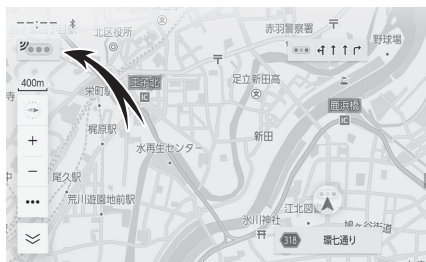 --:--
北区役所
赤羽警察署
野球場
400m
王子北
足立新田高
栄町駅
IC
鹿浜橋
IC
梶原駅
新田
水再生センター
尾久駅
荒川遊園地前駅
江北図
氷川神社
318 環七通り